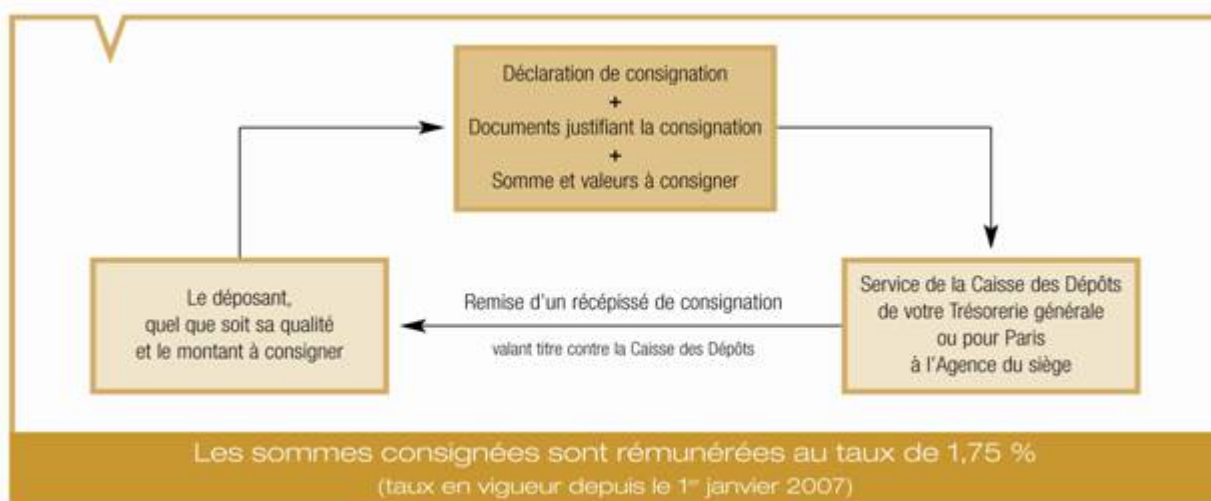 Déclaration de consignation
+
Documents justifiant la consignation
+
Somme et valeurs à consigner
Le déposant,
quel que soit sa qualité
et le montant à consigner
Remise d'un récépissé de consignation
valant titre contre la Caisse des Dépôts
Service de la Caisse des Dépôts
de votre Trésorerie générale
ou pour Paris
à l'Agence du siège
Les sommes consignées sont rémunérées au taux de 1,75 %
(taux en vigueur depuis le 1er janvier 2007)